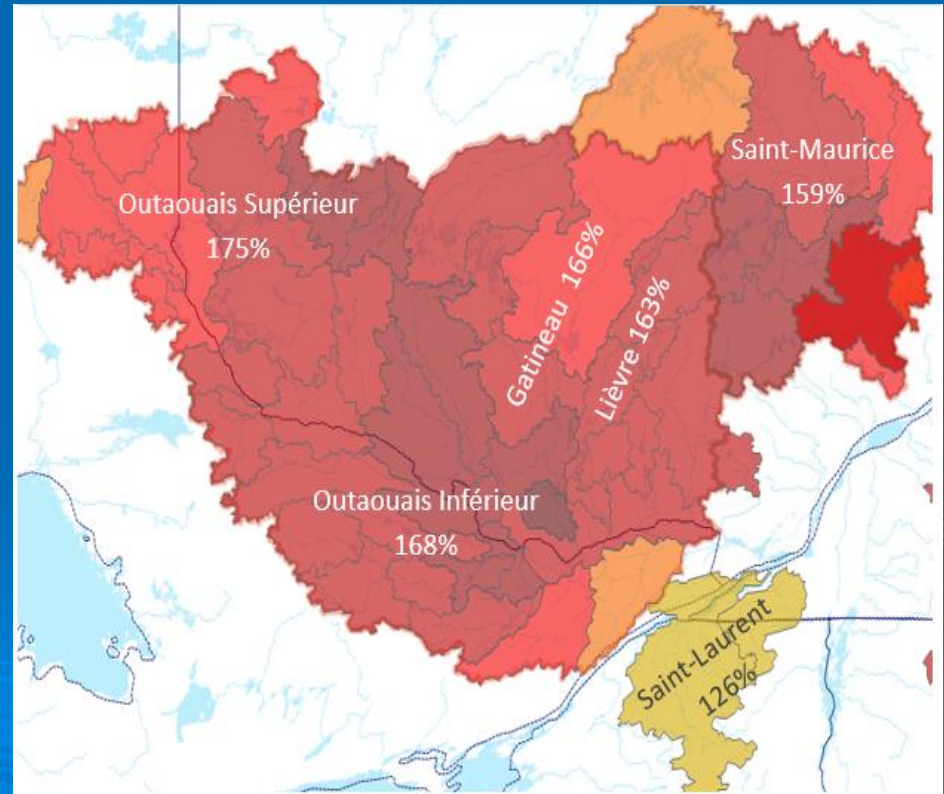 Saint-Maurice
159%
Outaouais Supérieur
175%
Gatineau 166%
Lièvre 163%
Outaouais Inférieur
168%
Saint-Laurent
126%